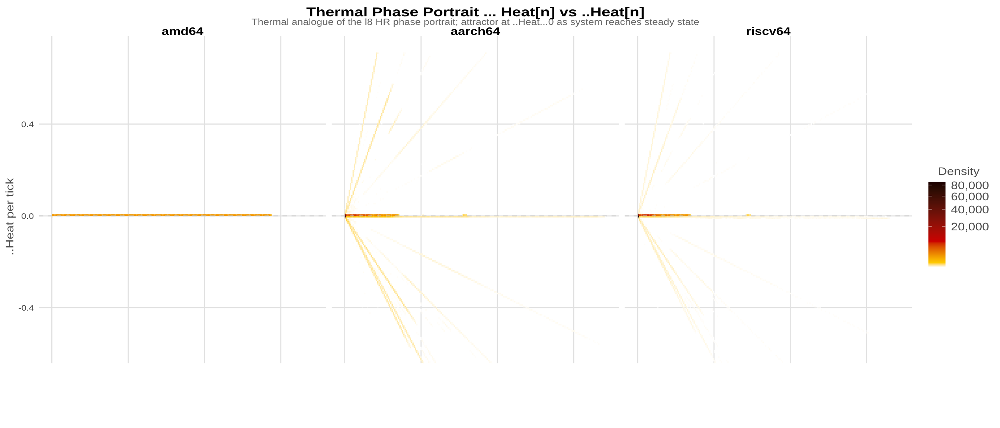 Thermal Phase Portrait ... Heat[n] vs ..Heat[n]
Thermal analogue of the l8 HR phase portrait; attractor at ..Heat...0 as system reaches steady state
amd64
aarch64
riscv64
..Heat per tick
0.4
0.0
-0.4
Density
80,000
60,000
40,000
20,000